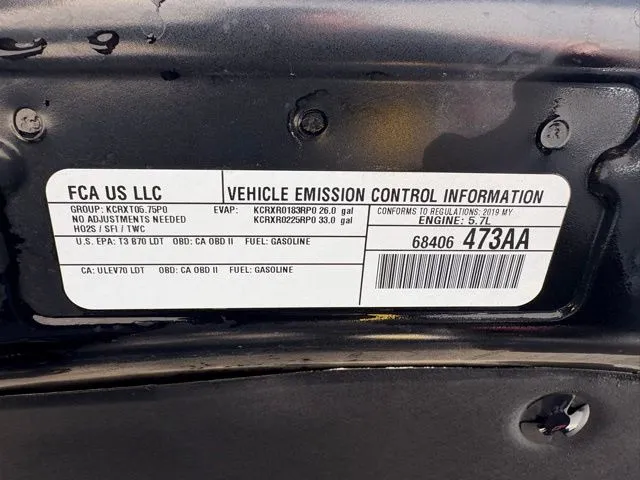 FCA US LLC
VEHICLE EMISSION CONTROL INFORMATION
GROUP: KCRXT05.75P0
NO ADJUSTMENTS NEEDED
HO2S / SFI / TWC
EVAP: KCRXR0183RP0 26.0 gal
KCRXR0225RP0 33.0 gal
CONFORMS TO REGULATIONS: 2019 MY
ENGINE: 5.7L
U.S. EPA: T3 B70 LDT OBD: CA OBD II FUEL: GASOLINE
68406 473AA
CA: ULEV70 LDT OBD: CA OBD II FUEL: GASOLINE